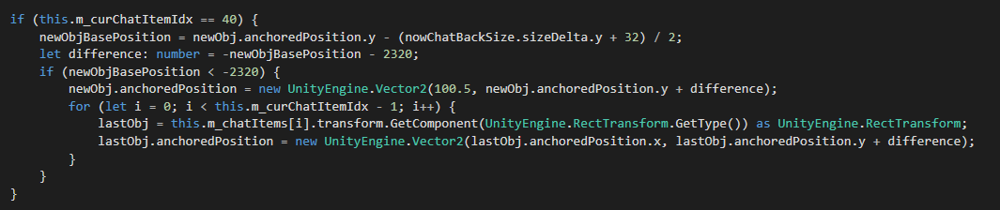 if (this.m_curChatItemIdx == 40) {
newObjBasePosition = newObj.anchoredPosition.y - (nowChatBackSize.sizeDelta.y + 32) / 2;
let difference: number = -newObjBasePosition - 2320;
if (newObjBasePosition < -2320) {
newObj.anchoredPosition = new UnityEngine.Vector2(100.5, newObj.anchoredPosition.y + difference);
for (let i = 0; i < this.m_curChatItemIdx - 1; i++) {
lastObj = this.m_chatItems[i].transform.GetComponent(UnityEngine.RectTransform.GetType()) as UnityEngine.RectTransform;
lastObj.anchoredPosition = new UnityEngine.Vector2(lastObj.anchoredPosition.x, lastObj.anchoredPosition.y + difference);
}
}
}